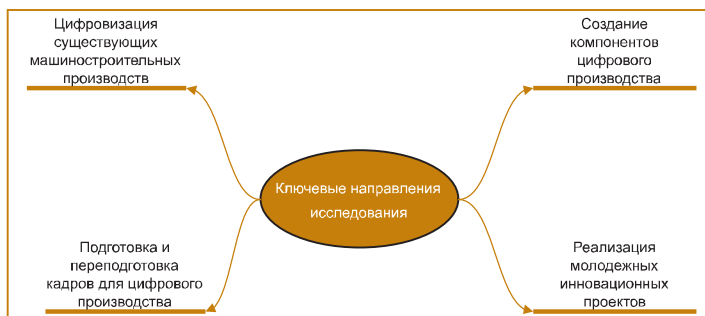 Цифровизация
существующих
машиностроительных
производств
Создание
компонентов
цифрового
производства
Ключевые направления
исследования
Подготовка и
переподготовка
кадров для цифрового
производства
Реализация
молодежных
инновационных
проектов